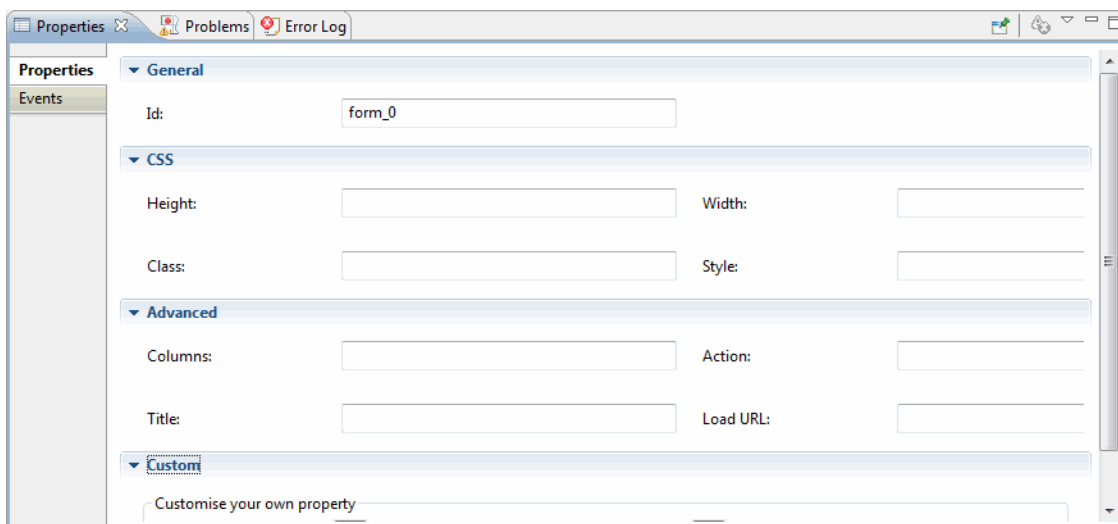 Properties Problems Error Log
Properties
Events
General
Id: form_0
CSS
Height: Width:
Class: Style:
Advanced
Columns: Action:
Title: Load URL:
Custom
Customise your own property